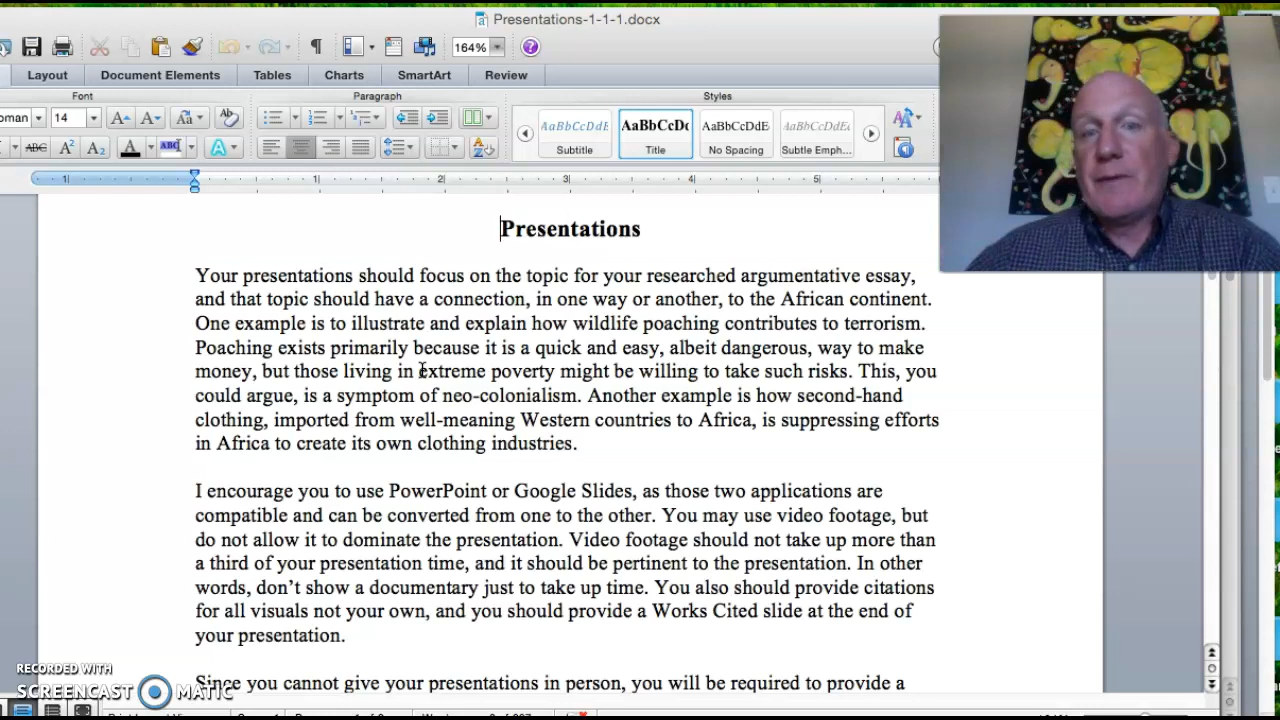 Presentations-1-1-1.docx
164%
Layout
Document Elements
Tables
Charts
SmartArt
Review
Font
Paragraph
Styles
oman
14
AaBbCcDdE
Subtitle
AaBbCcDc
Title
AaBbCcDdE
No Spacing
AaBbCcDdEe
Subtle Emph...
Presentations
Your presentations should focus on the topic for your researched argumentative essay,
and that topic should have a connection, in one way or another, to the African continent.
One example is to illustrate and explain how wildlife poaching contributes to terrorism.
Poaching exists primarily because it is a quick and easy, albeit dangerous, way to make
money, but those living in extreme poverty might be willing to take such risks. This, you
could argue, is a symptom of neo-colonialism. Another example is how second-hand
clothing, imported from well-meaning Western countries to Africa, is suppressing efforts
in Africa to create its own clothing industries.
I encourage you to use PowerPoint or Google Slides, as those two applications are
compatible and can be converted from one to the other. You may use video footage, but
do not allow it to dominate the presentation. Video footage should not take up more than
a third of your presentation time, and it should be pertinent to the presentation. In other
words, don’t show a documentary just to take up time. You also should provide citations
for all visuals not your own, and you should provide a Works Cited slide at the end of
your presentation.
Since you cannot give your presentations in person, you will be required to provide a
RECORDED WITH
SCREENCAST MATIC